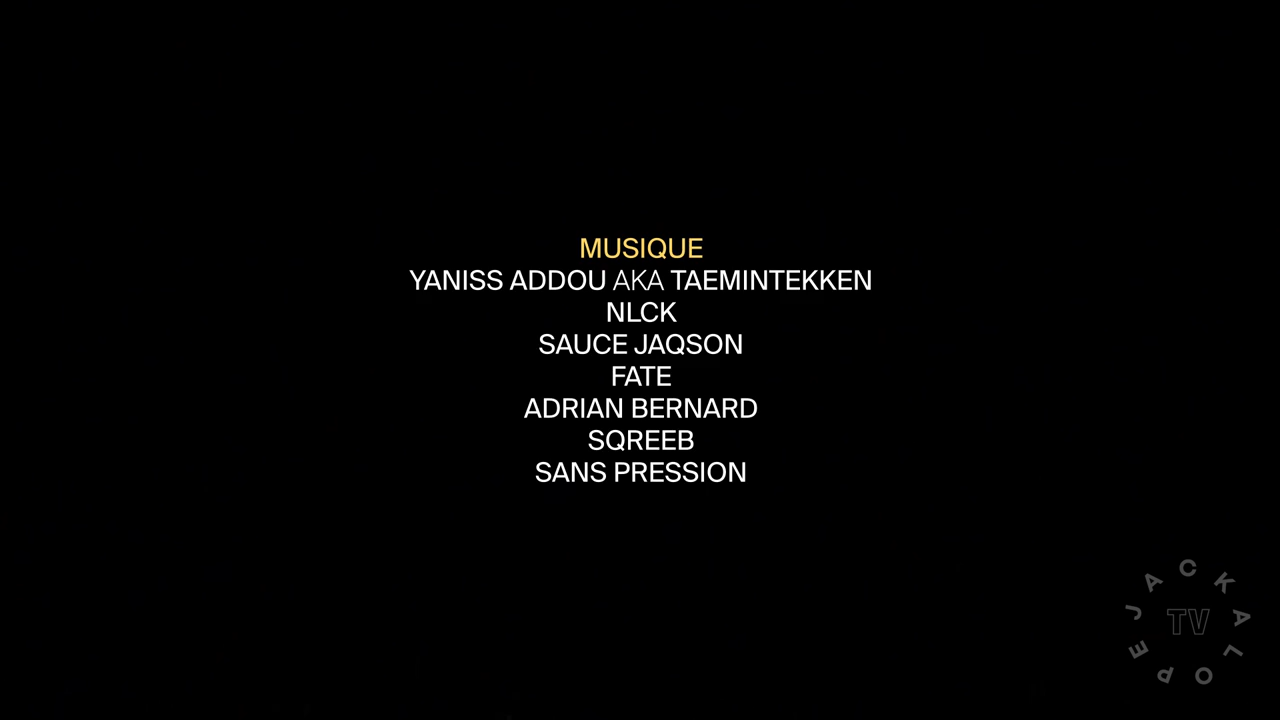 MUSIQUE
YANISS ADDOU AKA TAEMINTEKKEN
NLCK
SAUCE JAQSON
FATE
ADRIAN BERNARD
SQREEB
SANS PRESSION
JACKALOPE
TV